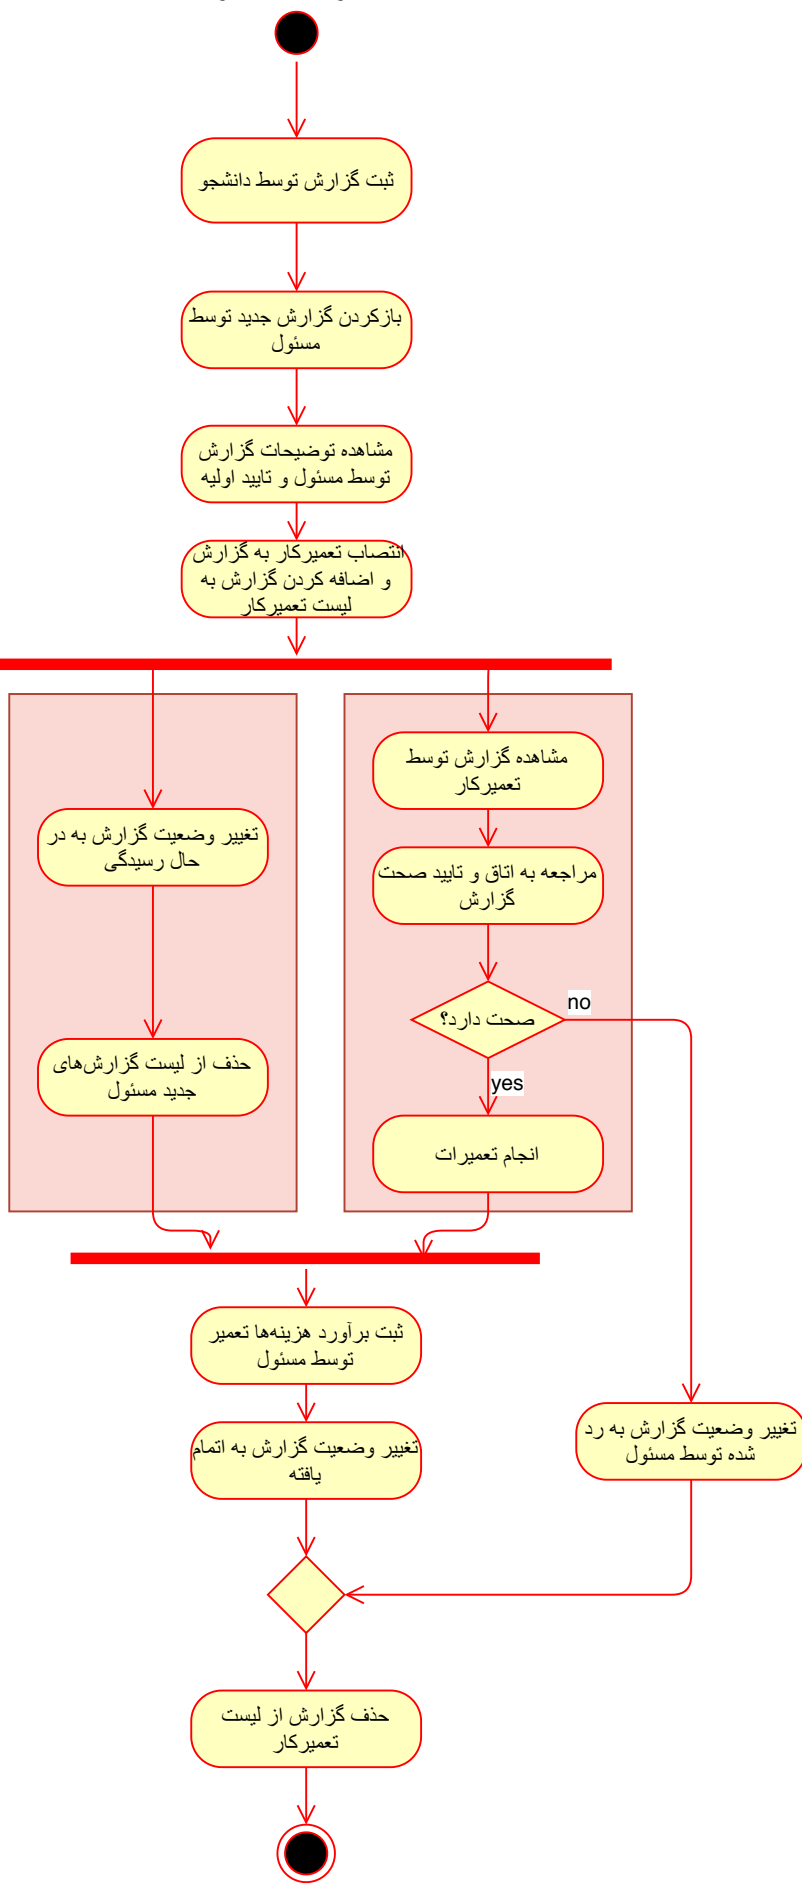 ثبت گزارش توسط دانشجو
بازکردن گزارش جدید توسط
مسئول
مشاهده توضیحات گزارش
توسط مسئول و تایید اولیه
انتصاب تعمیرکار به گزارش
و اضافه کردن گزارش به
لیست تعمیرکار
مشاهده گزارش توسط
تعمیرکار
تغییر وضعیت گزارش به در
حال رسیدگی
مراجعه به اتاق و تایید صحت
گزارش
صحت دارد؟
no
yes
حذف از لیست گزارش‌های
جدید مسئول
انجام تعمیرات
ثبت برآورد هزینه‌ها تعمیر
توسط مسئول
تغییر وضعیت گزارش به اتمام
یافته
تغییر وضعیت گزارش به رد
شده توسط مسئول
حذف گزارش از لیست
تعمیرکار